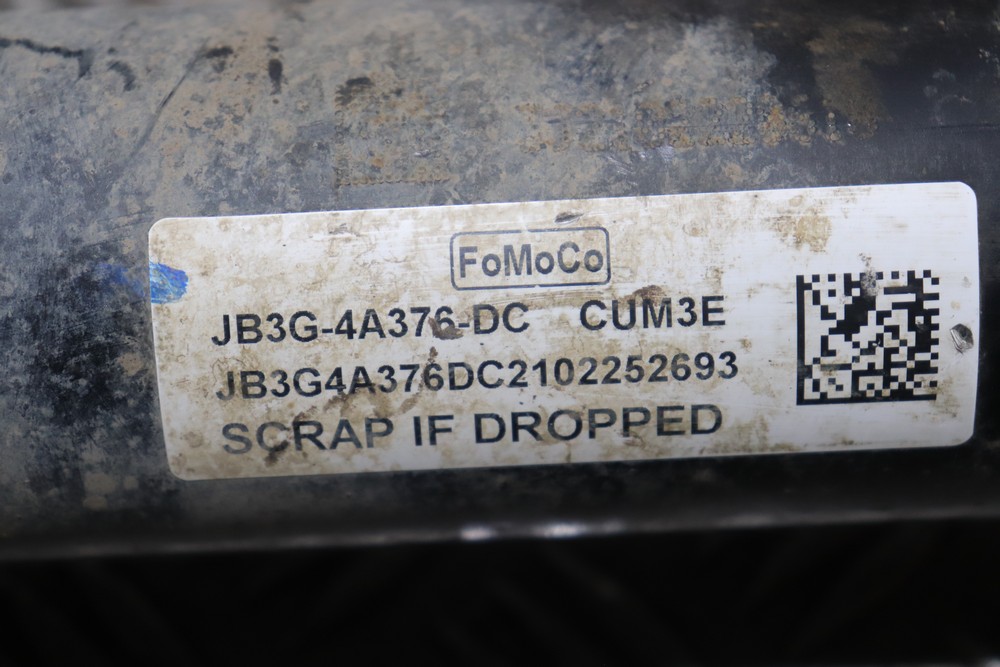 FoMoCo
JB3G-4A376-DC CUM3E
JB3G4A376DC2102252693
SCRAP IF DROPPED